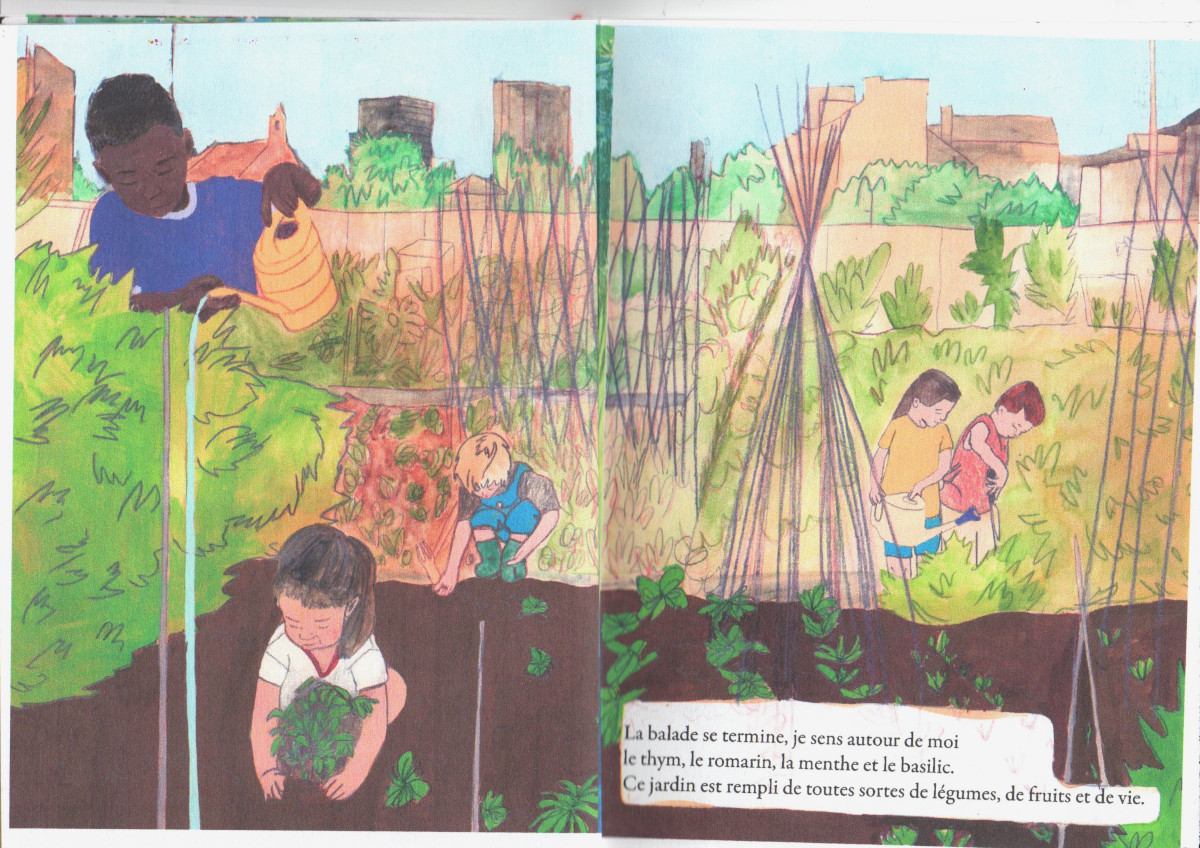 La balade se termine, je sens autour de moi
le thym, le romarin, la menthe et le basilic.
Ce jardin est rempli de toutes sortes de légumes, de fruits et de vie.